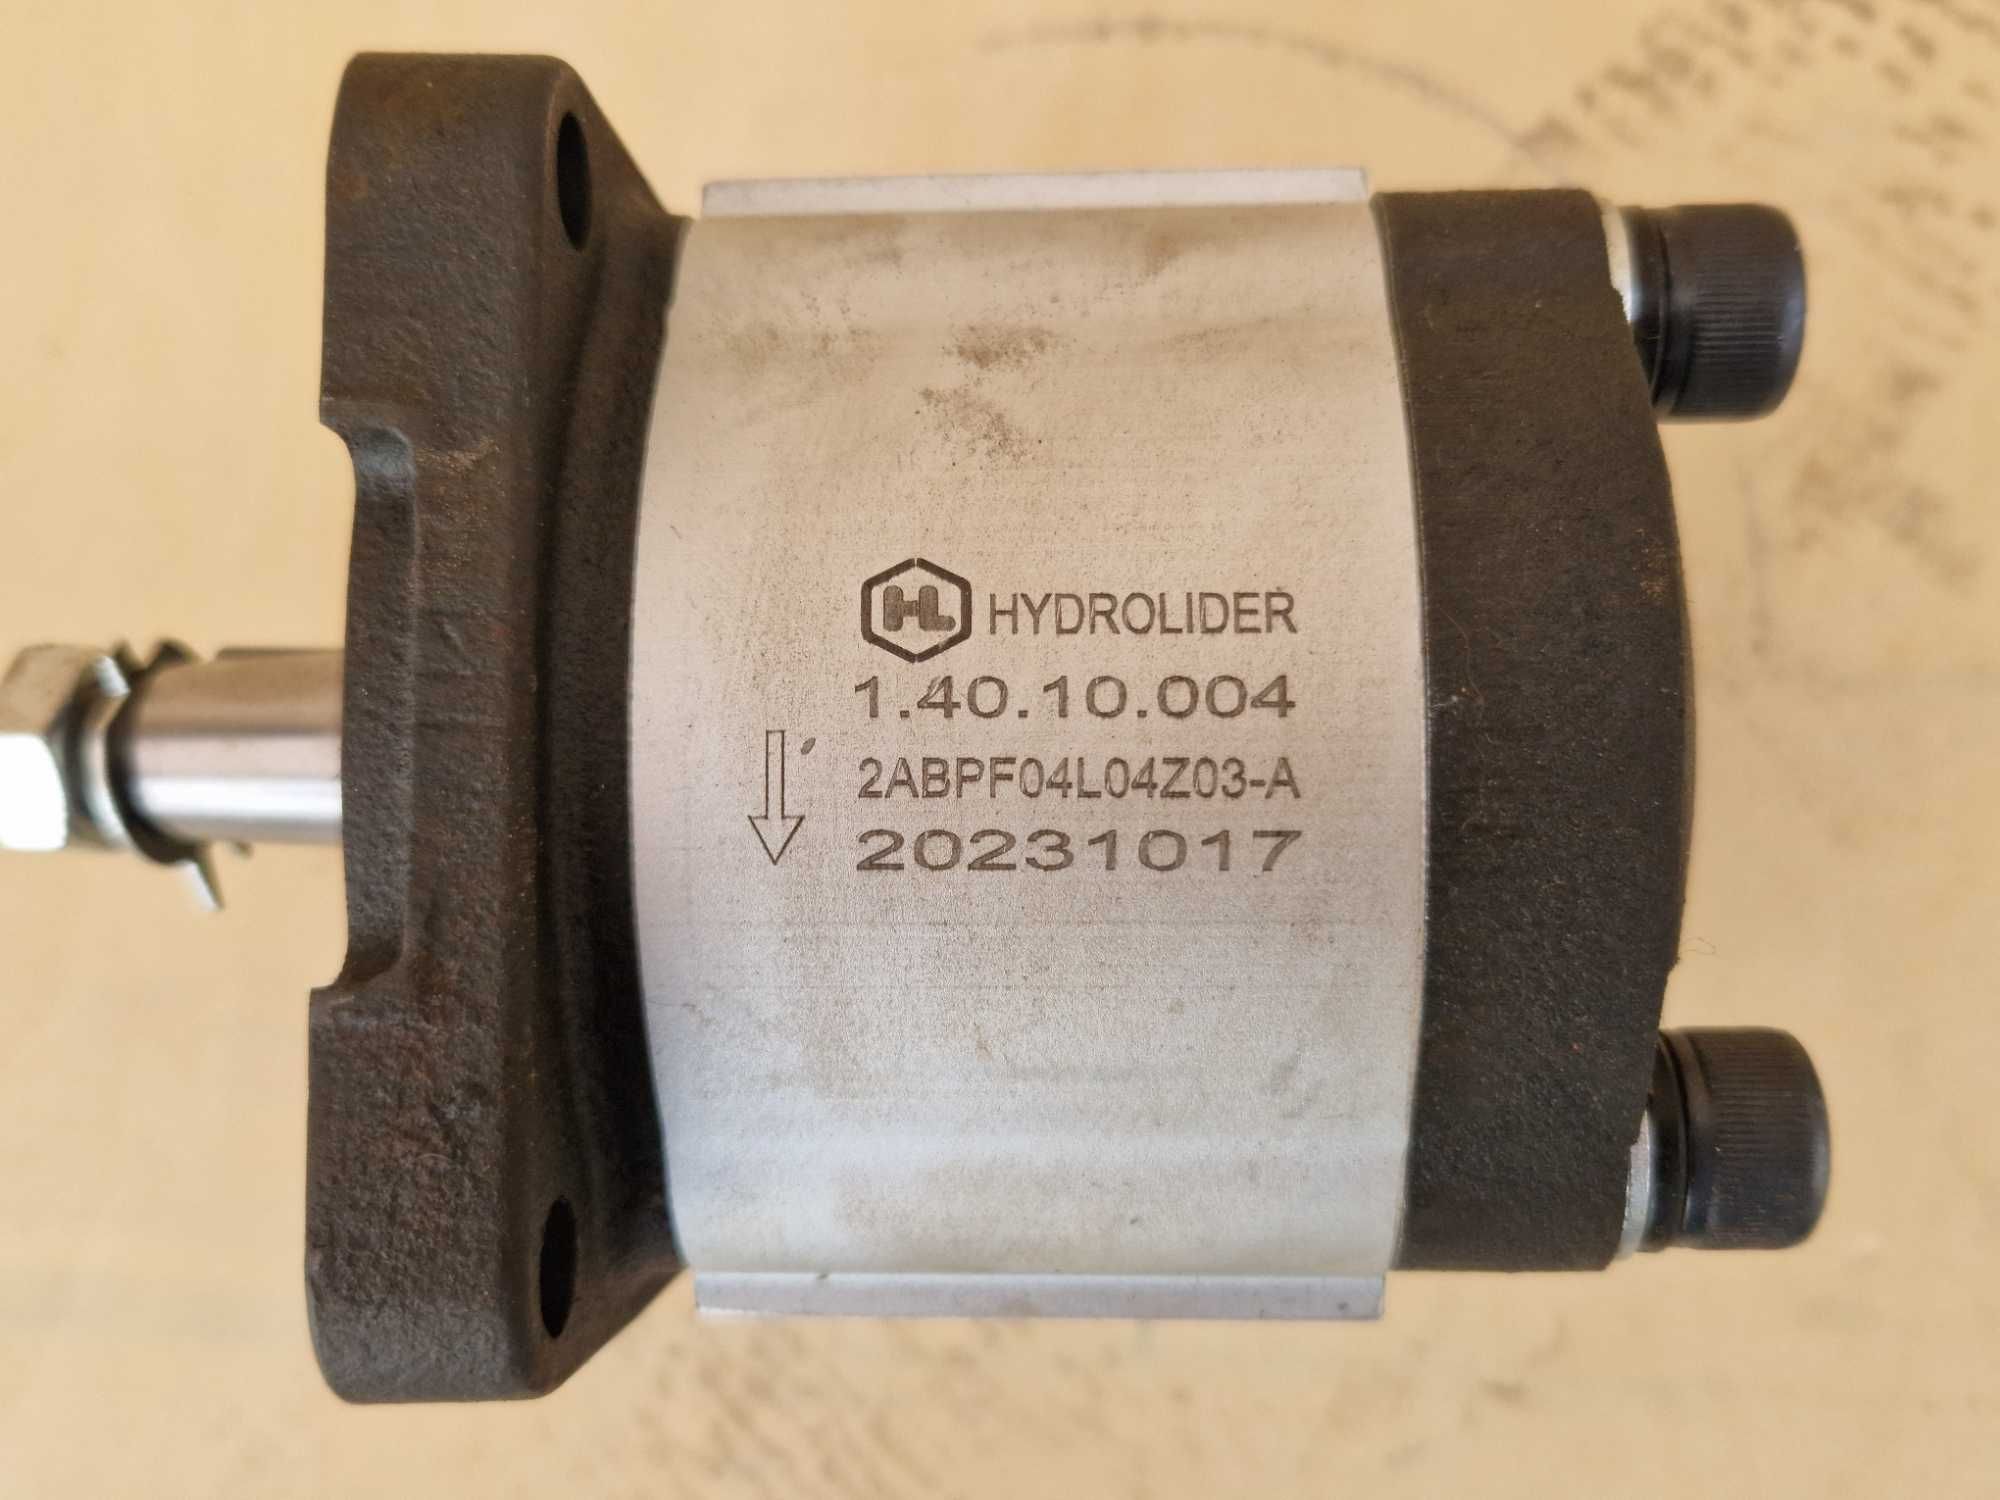 HL HYDROLIDER
1.40.10.004
2ABPF04L04Z03-A
20231017